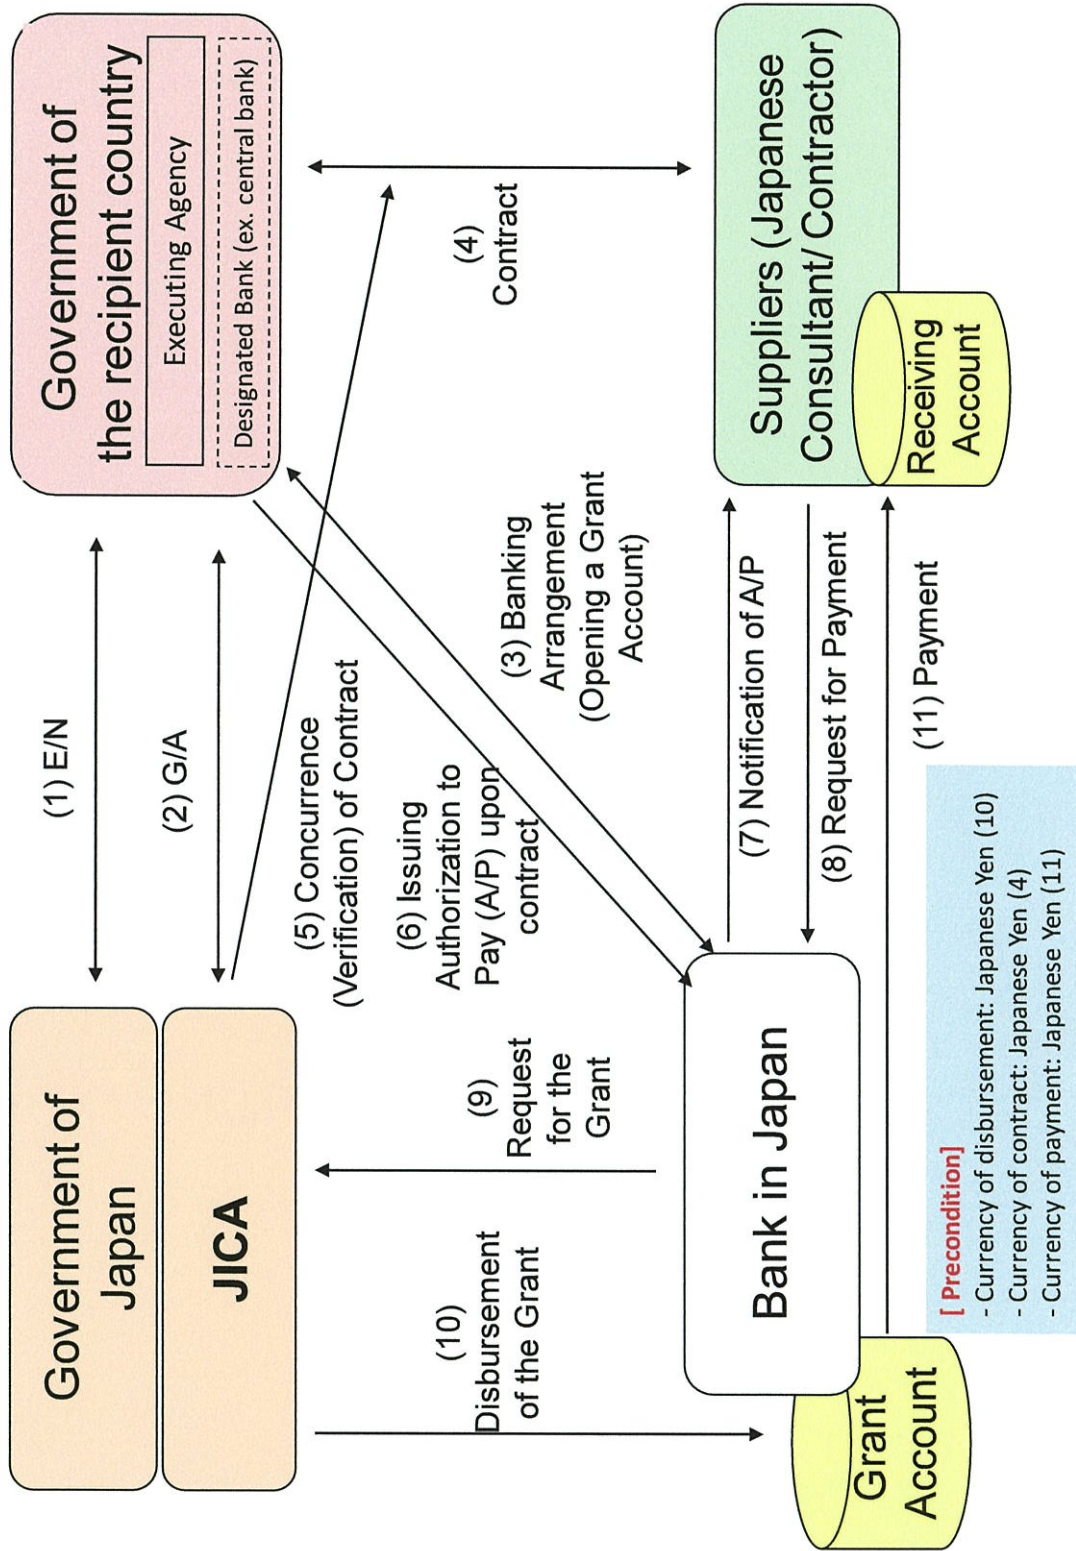 Government of
Japan
JICA
(1) E/N
(2) G/A
Government of
the recipient country
Executing Agency
Designated Bank (ex. central bank)
(5) Concurrence
(Verification) of Contract
(6) Issuing
Authorization to
Pay (A/P) upon
contract
(3) Banking
Arrangement
(Opening a Grant
Account)
(4)
Contract
(10)
Disbursement
of the Grant
(9)
Request
for the
Grant
Bank in Japan
Grant
Account
(7) Notification of A/P
(8) Request for Payment
(11) Payment
Suppliers (Japanese
Consultant/ Contractor)
Receiving
Account
[ Precondition]
- Currency of disbursement: Japanese Yen (10)
- Currency of contract: Japanese Yen (4)
- Currency of payment: Japanese Yen (11)